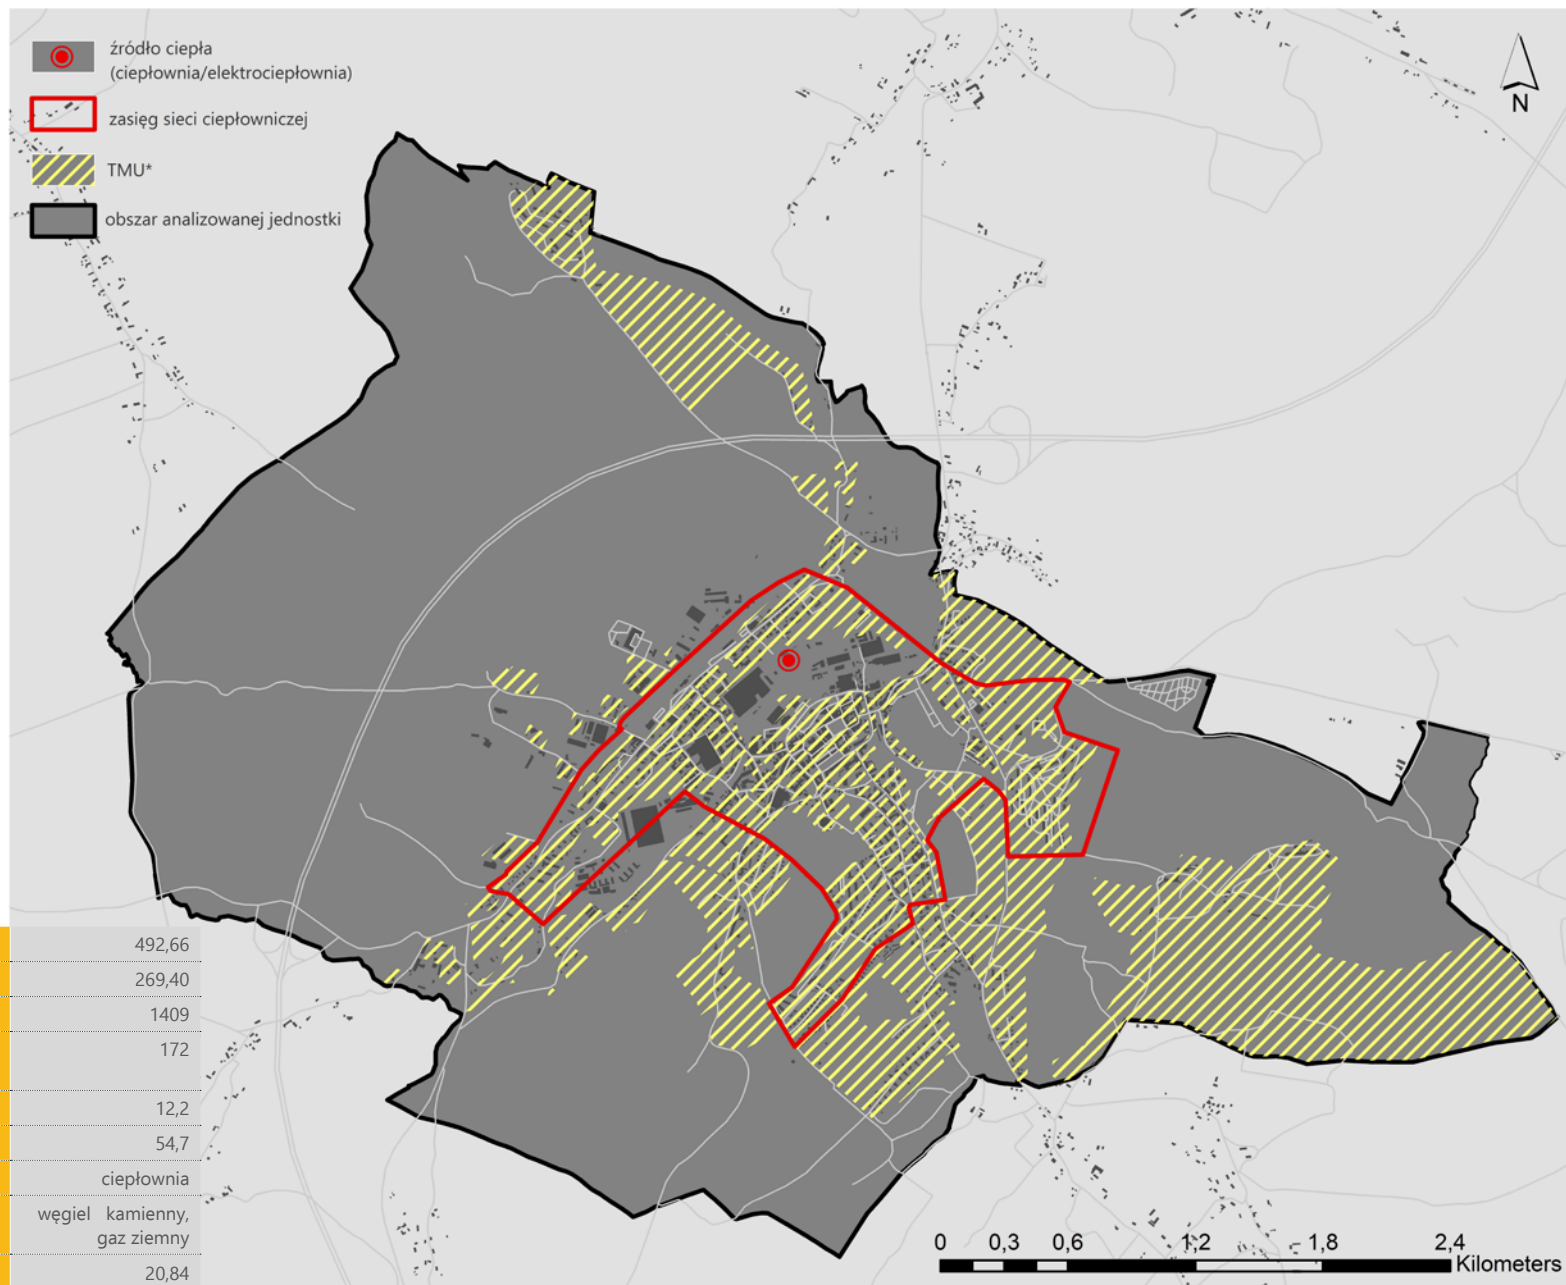 źródło ciepła
(ciepłownia/elektrociepłownia)
zasięg sieci ciepłowniczej
TMU*
obszar analizowanej jednostki
N
492,66
269,40
1409
172
12,2
54,7
ciepłownia
węgiel kamienny,
gaz ziemny
20,84
0 0,3 0,6 1,2 1,8 2,4
Kilometers